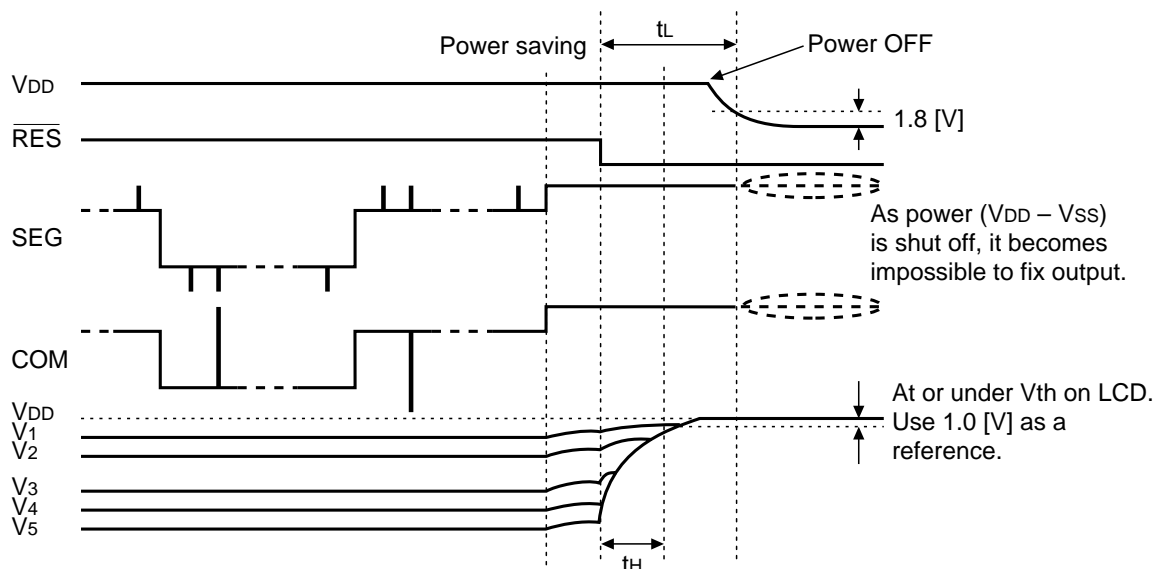 tL
Power saving
Power OFF
VDD
1.8 [V]
RES
SEG
As power (VDD – VSS)
is shut off, it becomes
impossible to fix output.
COM
VDD
V1
V2
V3
V4
V5
At or under Vth on LCD.
Use 1.0 [V] as a
reference.
tH